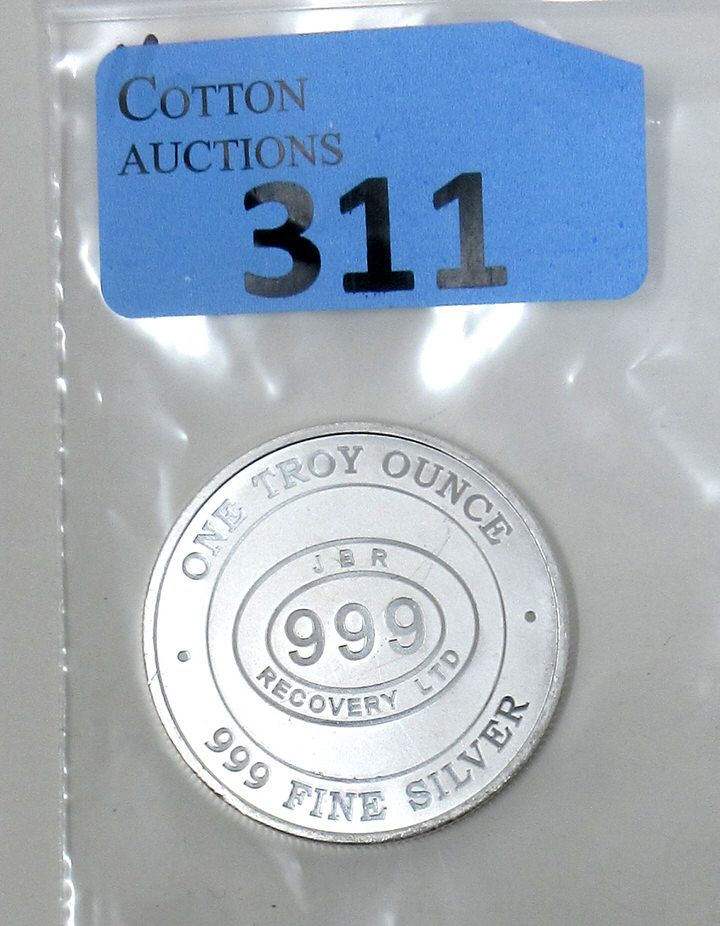 COTTON
AUCTIONS
311
ONE TROY OUNCE
JBR
999
RECOVERY LTD
999 FINE SILVER